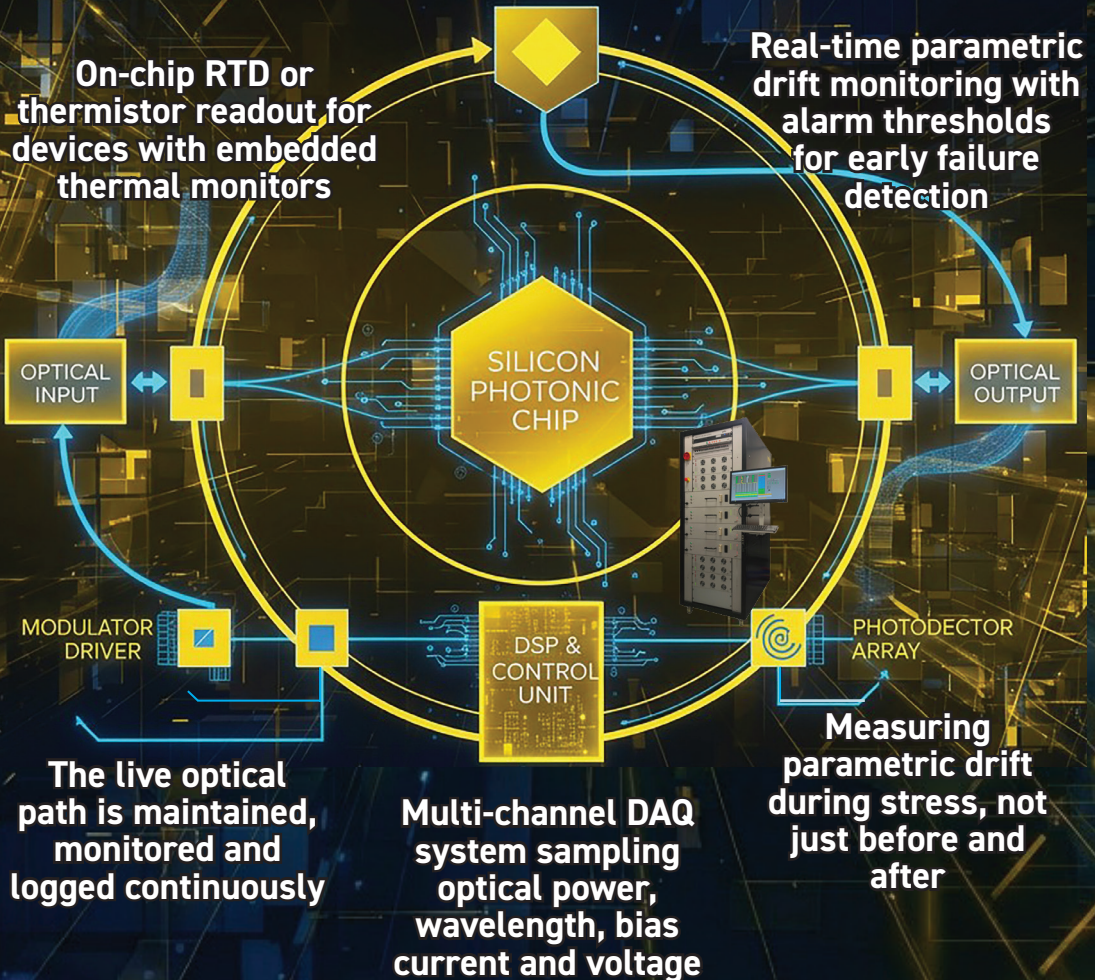 On-chip RTD or
thermistor readout for
devices with embedded
thermal monitors
Real-time parametric
drift monitoring with
alarm thresholds
for early failure
detection
OPTICAL
INPUT
SILICON
PHOTONIC
CHIP
OPTICAL
OUTPUT
MODULATOR
DRIVER
DSP &
CONTROL
UNIT
PHOTODECTOR
ARRAY
The live optical
path is maintained,
monitored and
logged continuously
Multi-channel DAQ
system sampling
optical power,
wavelength, bias
current and voltage
Measuring
parametric drift
during stress, not
just before and
after